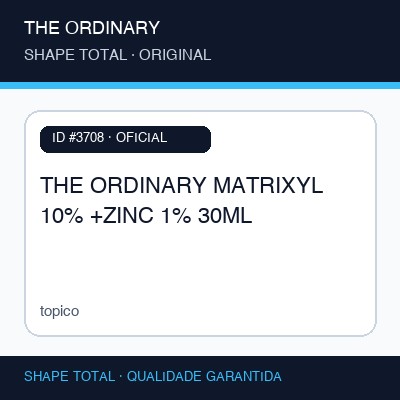 THE ORDINARY
SHAPE TOTAL · ORIGINAL
ID #3708 · OFICIAL
THE ORDINARY MATRIXYL
10% +ZINC 1% 30ML
topico
SHAPE TOTAL · QUALIDADE GARANTIDA